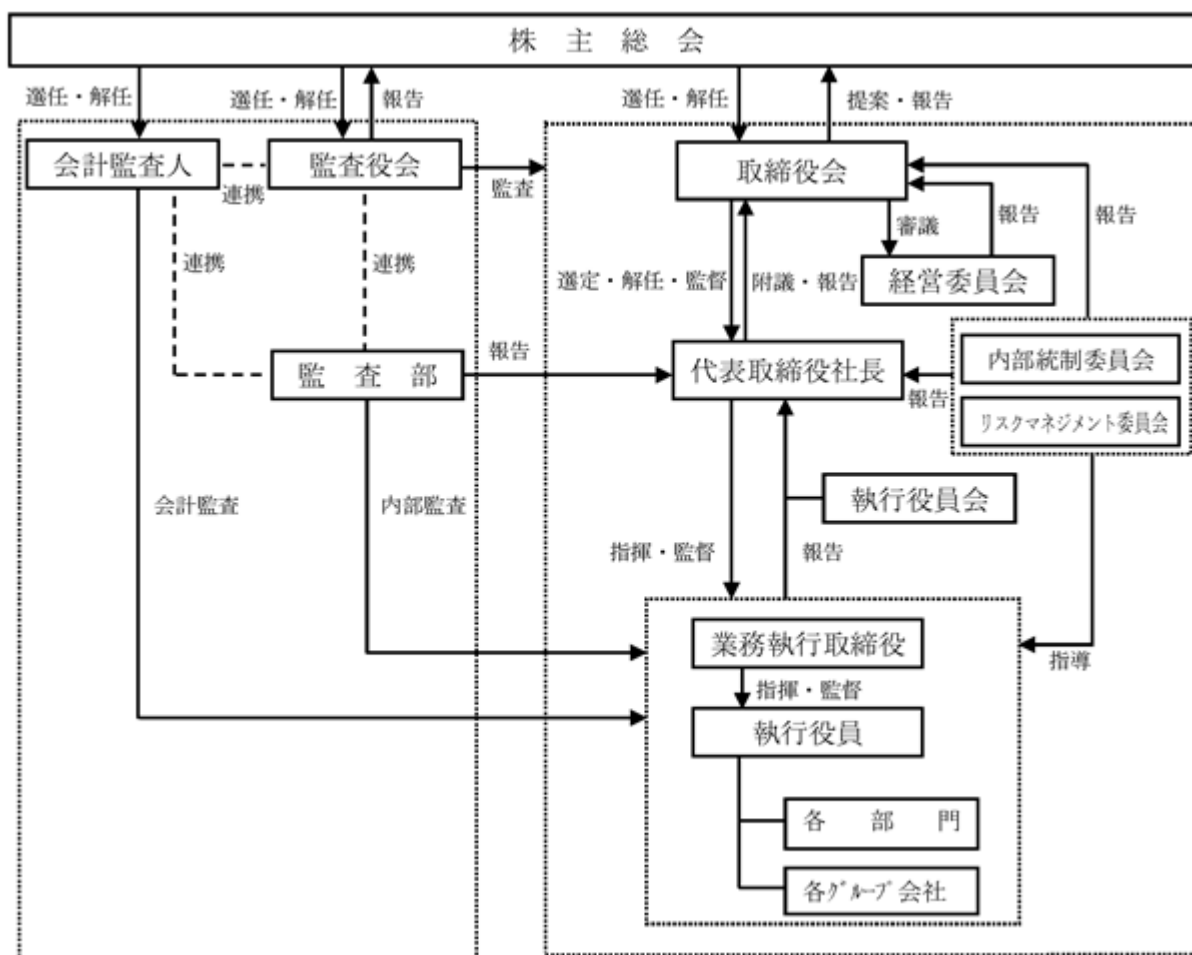 株主総会
選任・解任
選任・解任
報告
選任・解任
提案・報告
会計監査人
監査役会
取締役会
連携
監査
審議
報告
報告
連携
連携
選定・解任・監督
附議・報告
経営委員会
監査部
報告
代表取締役社長
報告
内部統制委員会
リスクマネジメント委員会
会計監査
内部監査
執行役員会
指揮・監督
報告
業務執行取締役
指導
指揮・監督
執行役員
各部門
各グループ会社